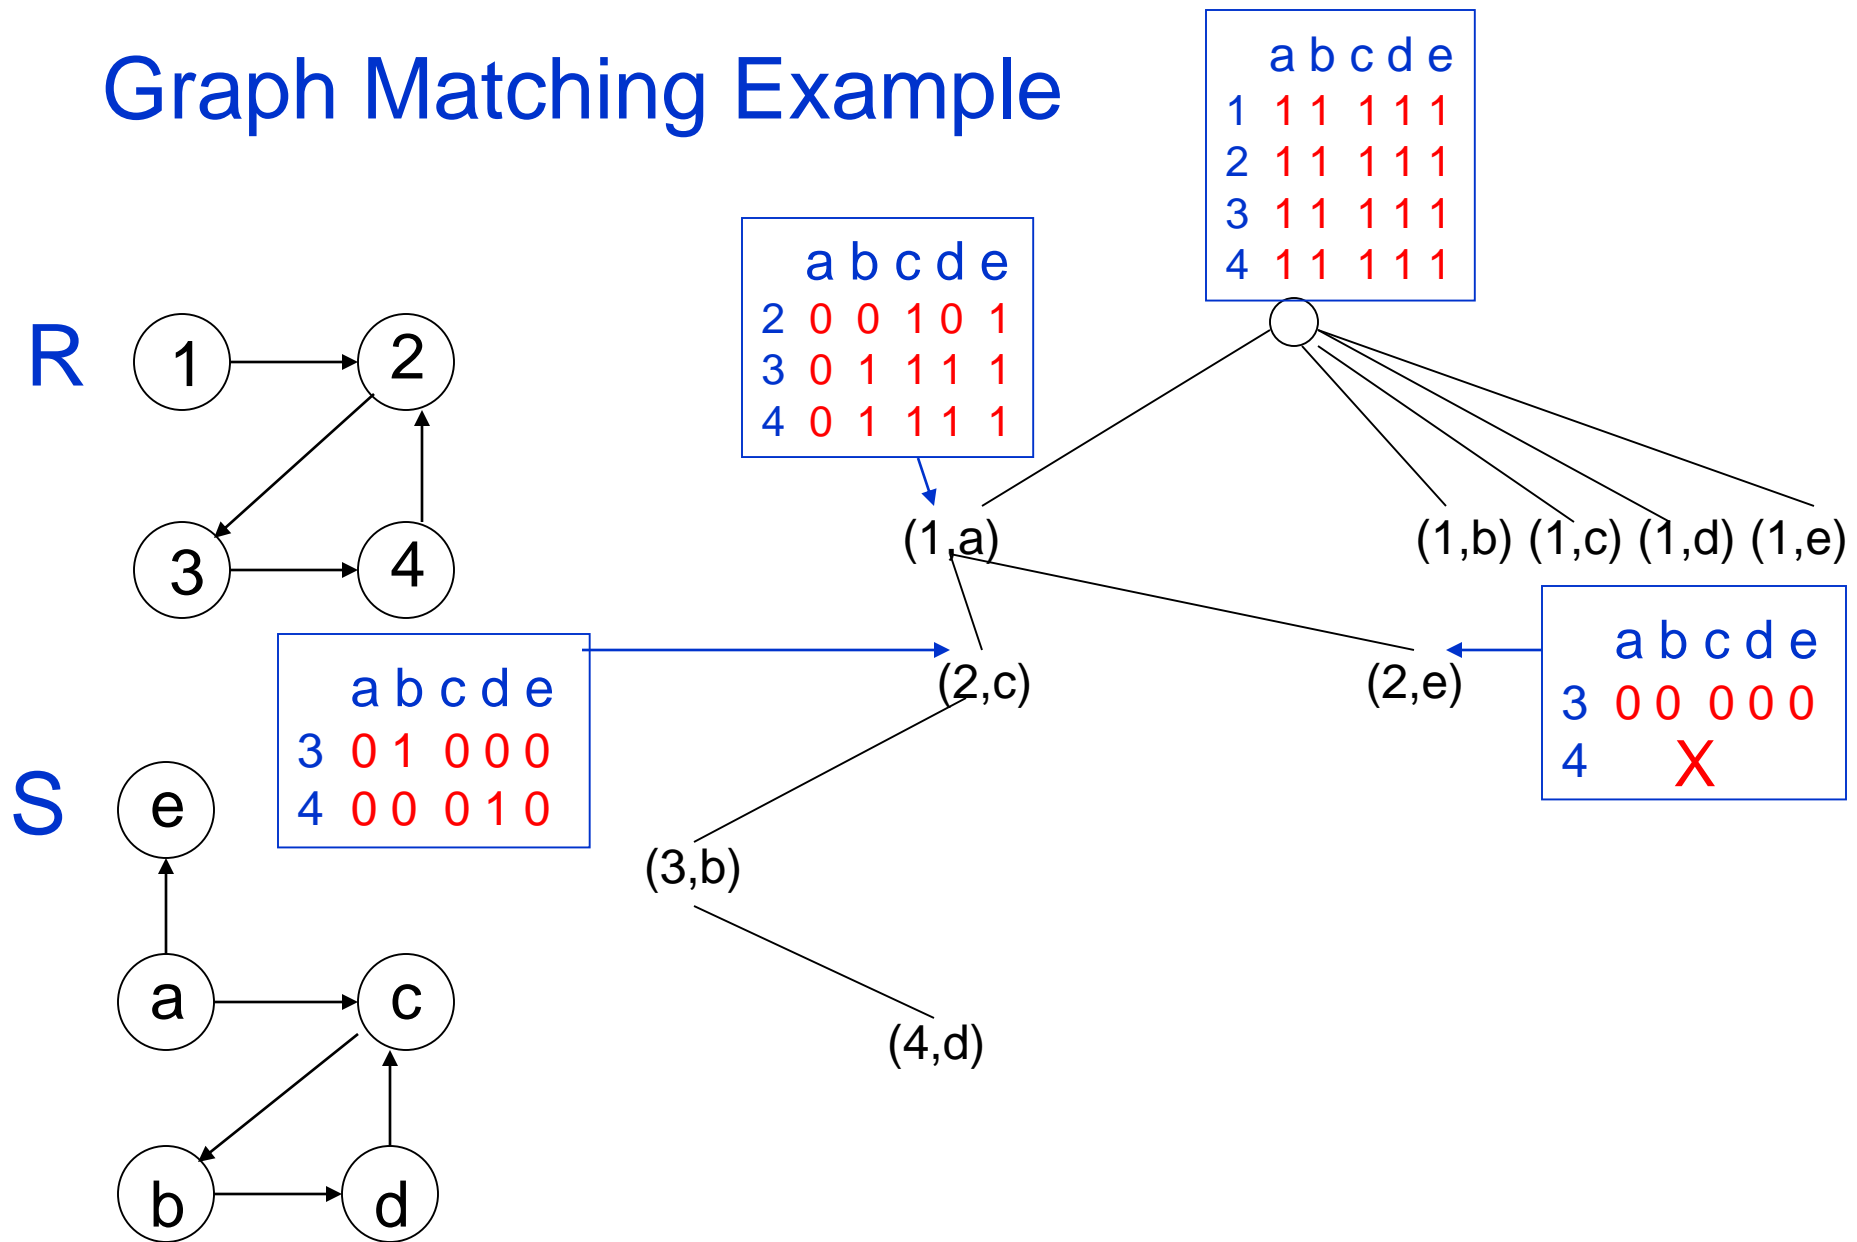 Graph Matching Example
a b c d e
1 1 1 1 1 1
2 1 1 1 1 1
3 1 1 1 1 1
4 1 1 1 1 1
a b c d e
2 0 0 1 0 1
3 0 1 1 1 1
4 0 1 1 1 1
R
1
2
3
4
(1,a)
(1,b) (1,c) (1,d) (1,e)
a b c d e
3 0 1 0 0 0
4 0 0 0 1 0
(2,c)
(2,e)
a b c d e
3 0 0 0 0 0
4 X
S
e
a
c
b
d
(3,b)
(4,d)